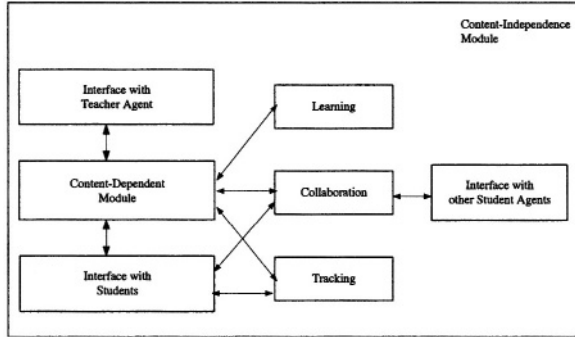 Content-Independence
Module
Interface with
Teacher Agent
Learning
Content-Dependent
Module
Collaboration
Interface with
other Student Agents
Interface with
Students
Tracking